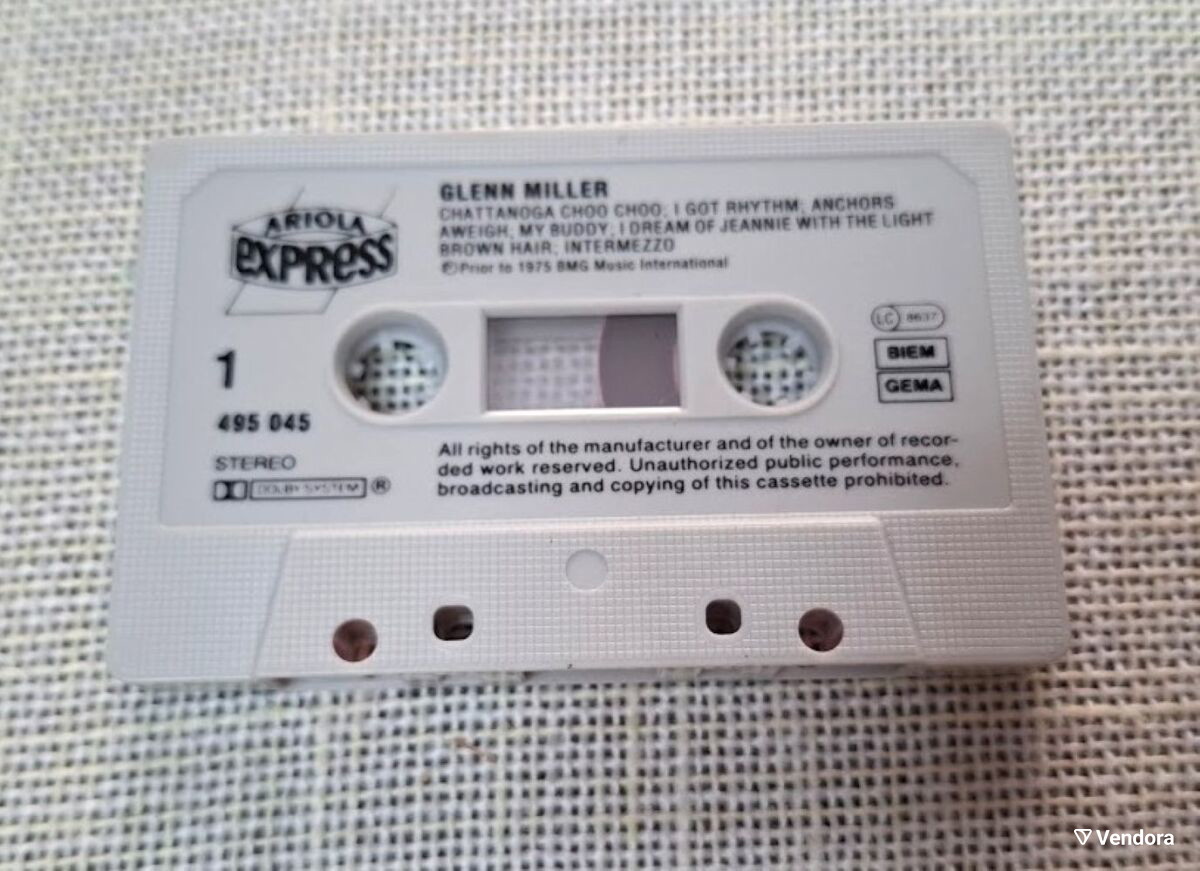 GLENN MILLER
CHATTANOGA CHOO CHOO; I GOT RHYTHM; ANCHORS
AWEIGH; MY BUDDY; I DREAM OF JEANNIE WITH THE LIGHT
BROWN HAIR; INTERMEZZO
℗Prior to 1975 BMG Music International
ARIOLA
express
LC 8637
BIEM
GEMA
1
495 045
STEREO
DOLBY SYSTEM ®
All rights of the manufacturer and of the owner of recor-
ded work reserved. Unauthorized public performance,
broadcasting and copying of this cassette prohibited.
Vendora